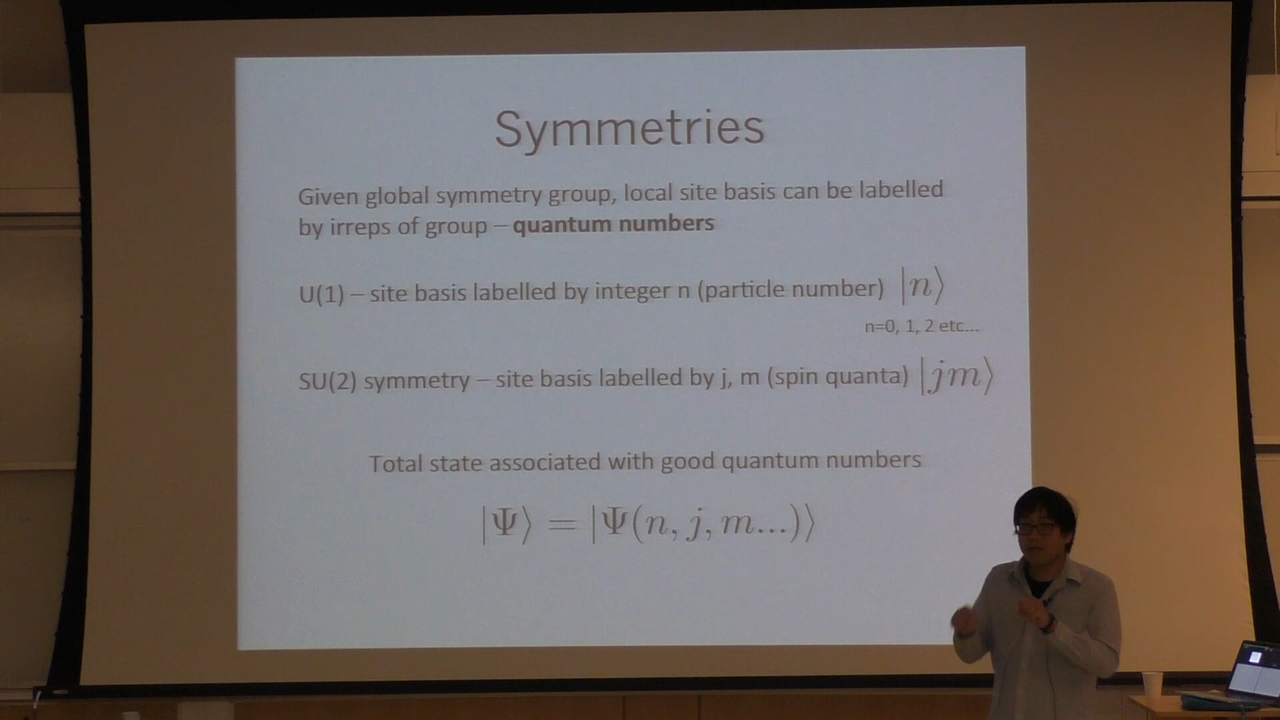 Symmetries
Given global symmetry group, local site basis can be labelled
by irreps of group – quantum numbers
U(1) – site basis labelled by integer n (particle number) |n⟩
n=0, 1, 2 etc...
SU(2) symmetry – site basis labelled by j, m (spin quanta) |jm⟩
Total state associated with good quantum numbers
|Ψ⟩ = |Ψ(n, j, m...)⟩